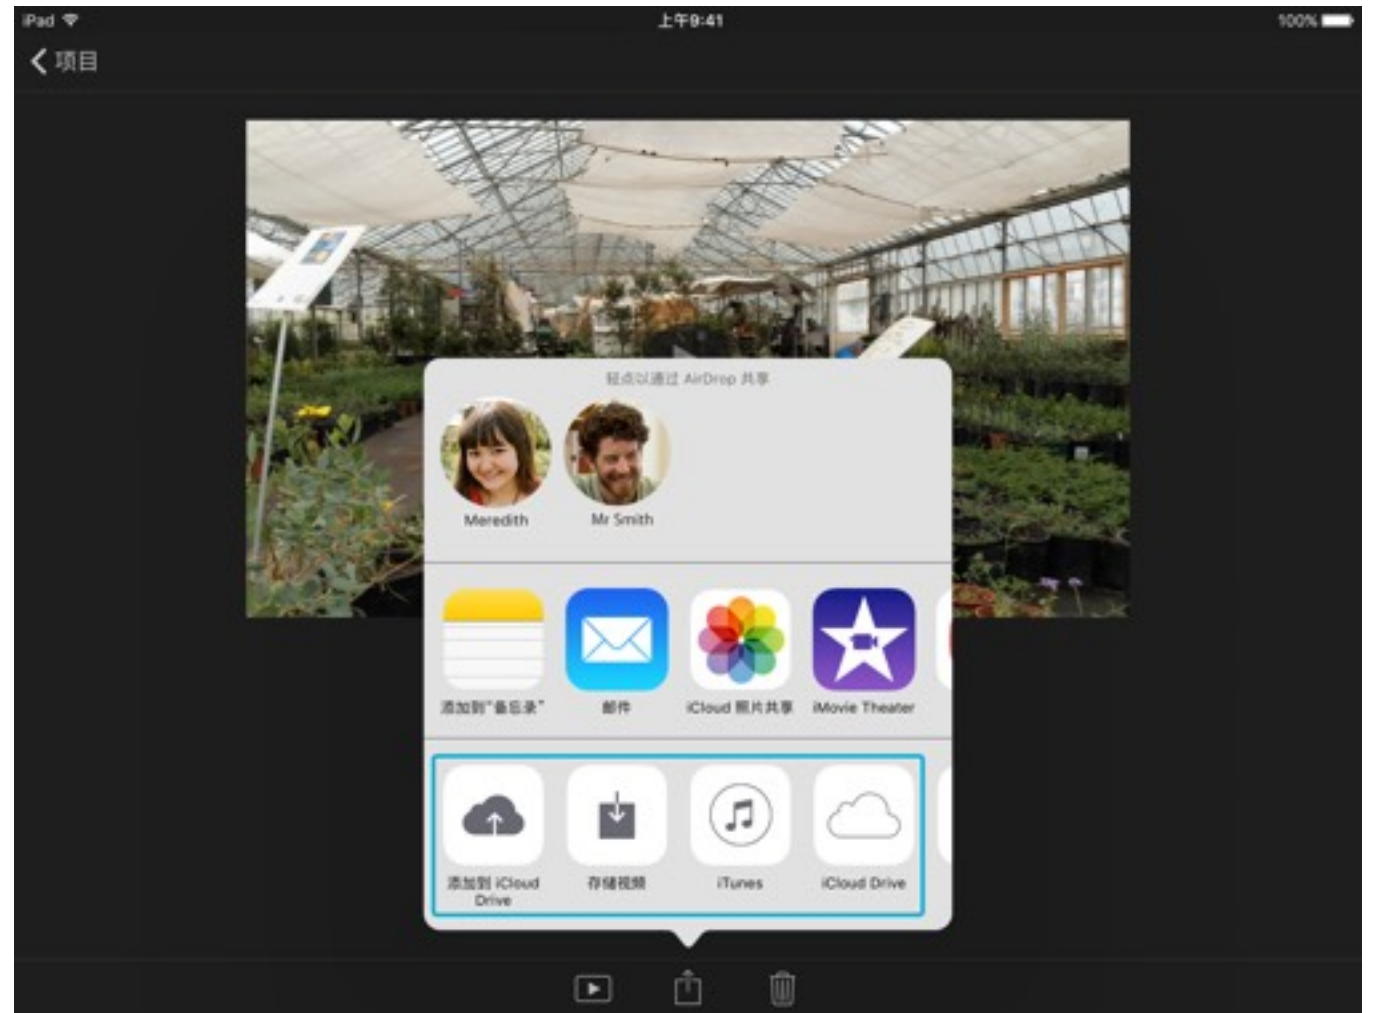 iPad
上午9:41
100%
项目
轻点以通过 AirDrop 共享
Meredith
Mr Smith
添加到“备忘录”
邮件
iCloud 照片共享
iMovie Theater
添加到 iCloud
Drive
存储视频
iTunes
iCloud Drive